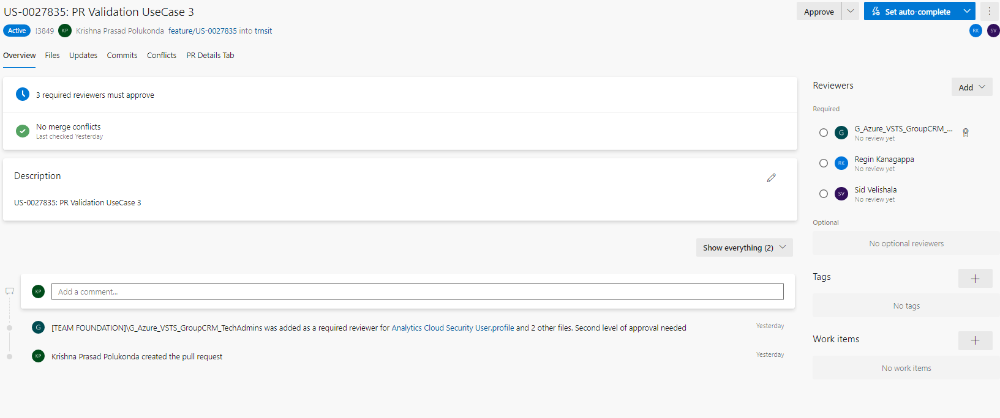 US-0027835: PR Validation UseCase 3
Approve
Set auto-complete
Active !3849 KP Krishna Prasad Polukonda feature/US-0027835 into trnsit
RK SV
Overview Files Updates Commits Conflicts PR Details Tab
3 required reviewers must approve
No merge conflicts
Last checked Yesterday
Description
US-0027835: PR Validation UseCase 3
Show everything (2)
KP Add a comment...
G [TEAM FOUNDATION]\G_Azure_VSTS_GroupCRM_TechAdmins was added as a required reviewer for Analytics Cloud Security User.profile and 2 other files. Second level of approval needed Yesterday
KP Krishna Prasad Polukonda created the pull request Yesterday
Reviewers
Add
Required
G G_Azure_VSTS_GroupCRM_...
No review yet
RK Regin Kanagappa
No review yet
SV Sid Velishala
No review yet
Optional
No optional reviewers
Tags
No tags
Work items
No work items